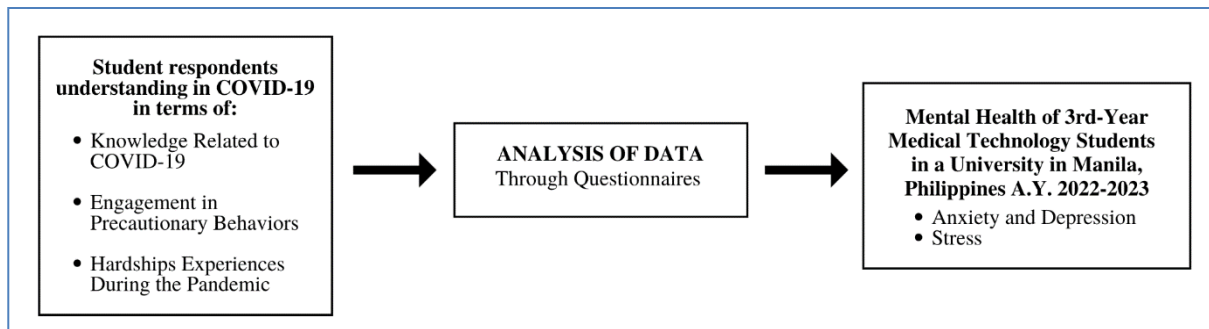 Student respondents
understanding in COVID-19
in terms of:
• Knowledge Related to
COVID-19
• Engagement in
Precautionary Behaviors
• Hardships Experiences
During the Pandemic
ANALYSIS OF DATA
Through Questionnaires
Mental Health of 3rd-Year
Medical Technology Students
in a University in Manila,
Philippines A.Y. 2022-2023
• Anxiety and Depression
• Stress